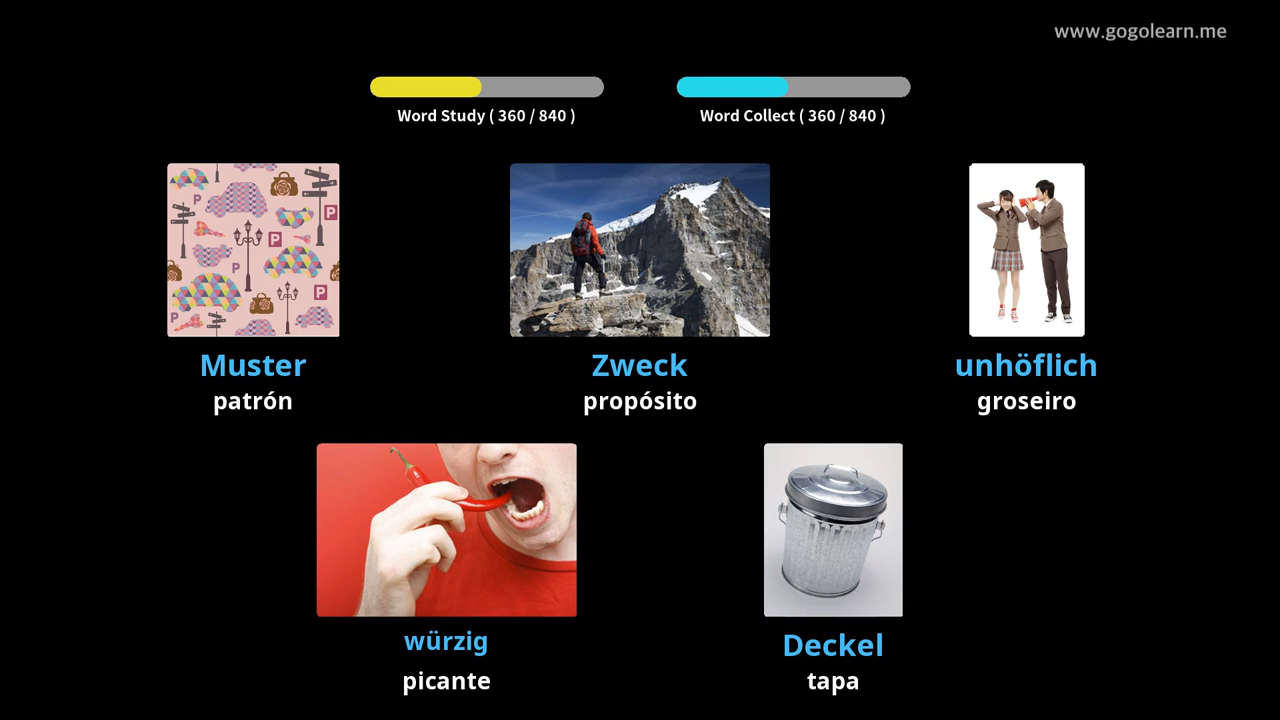 www.gogolearn.me
Word Study ( 360 / 840 )
Word Collect ( 360 / 840 )
P
P
P
P
P
P
Muster
patrón
Zweck
propósito
unhöflich
groseiro
würzig
picante
Deckel
tapa